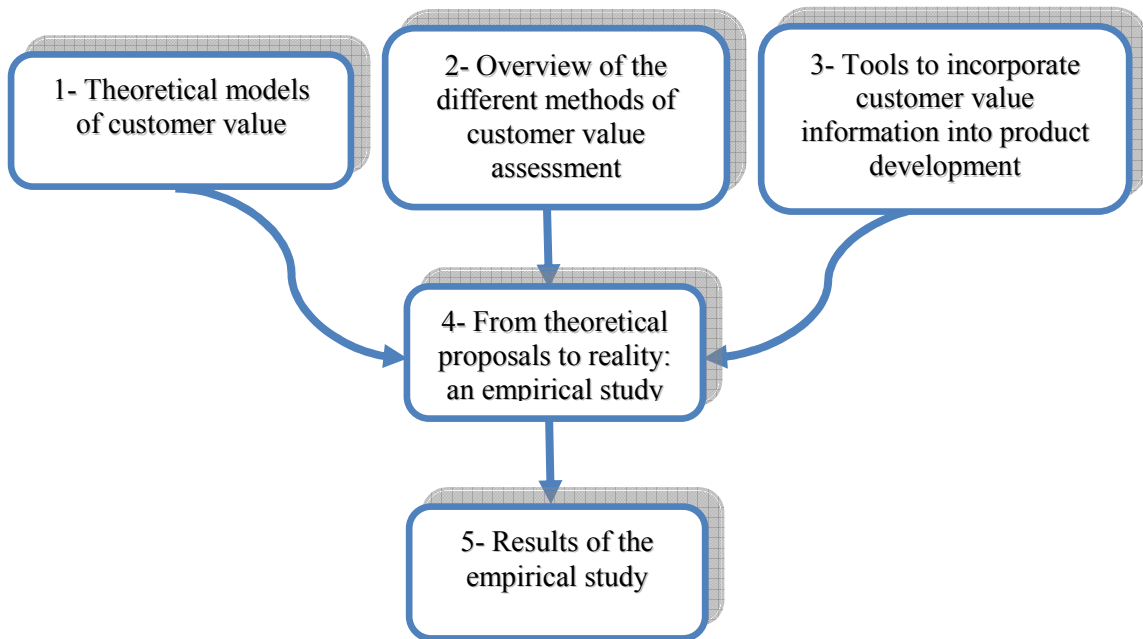 1- Theoretical models
of customer value
2- Overview of the
different methods of
customer value
assessment
3- Tools to incorporate
customer value
information into product
development
4- From theoretical
proposals to reality:
an empirical study
5- Results of the
empirical study